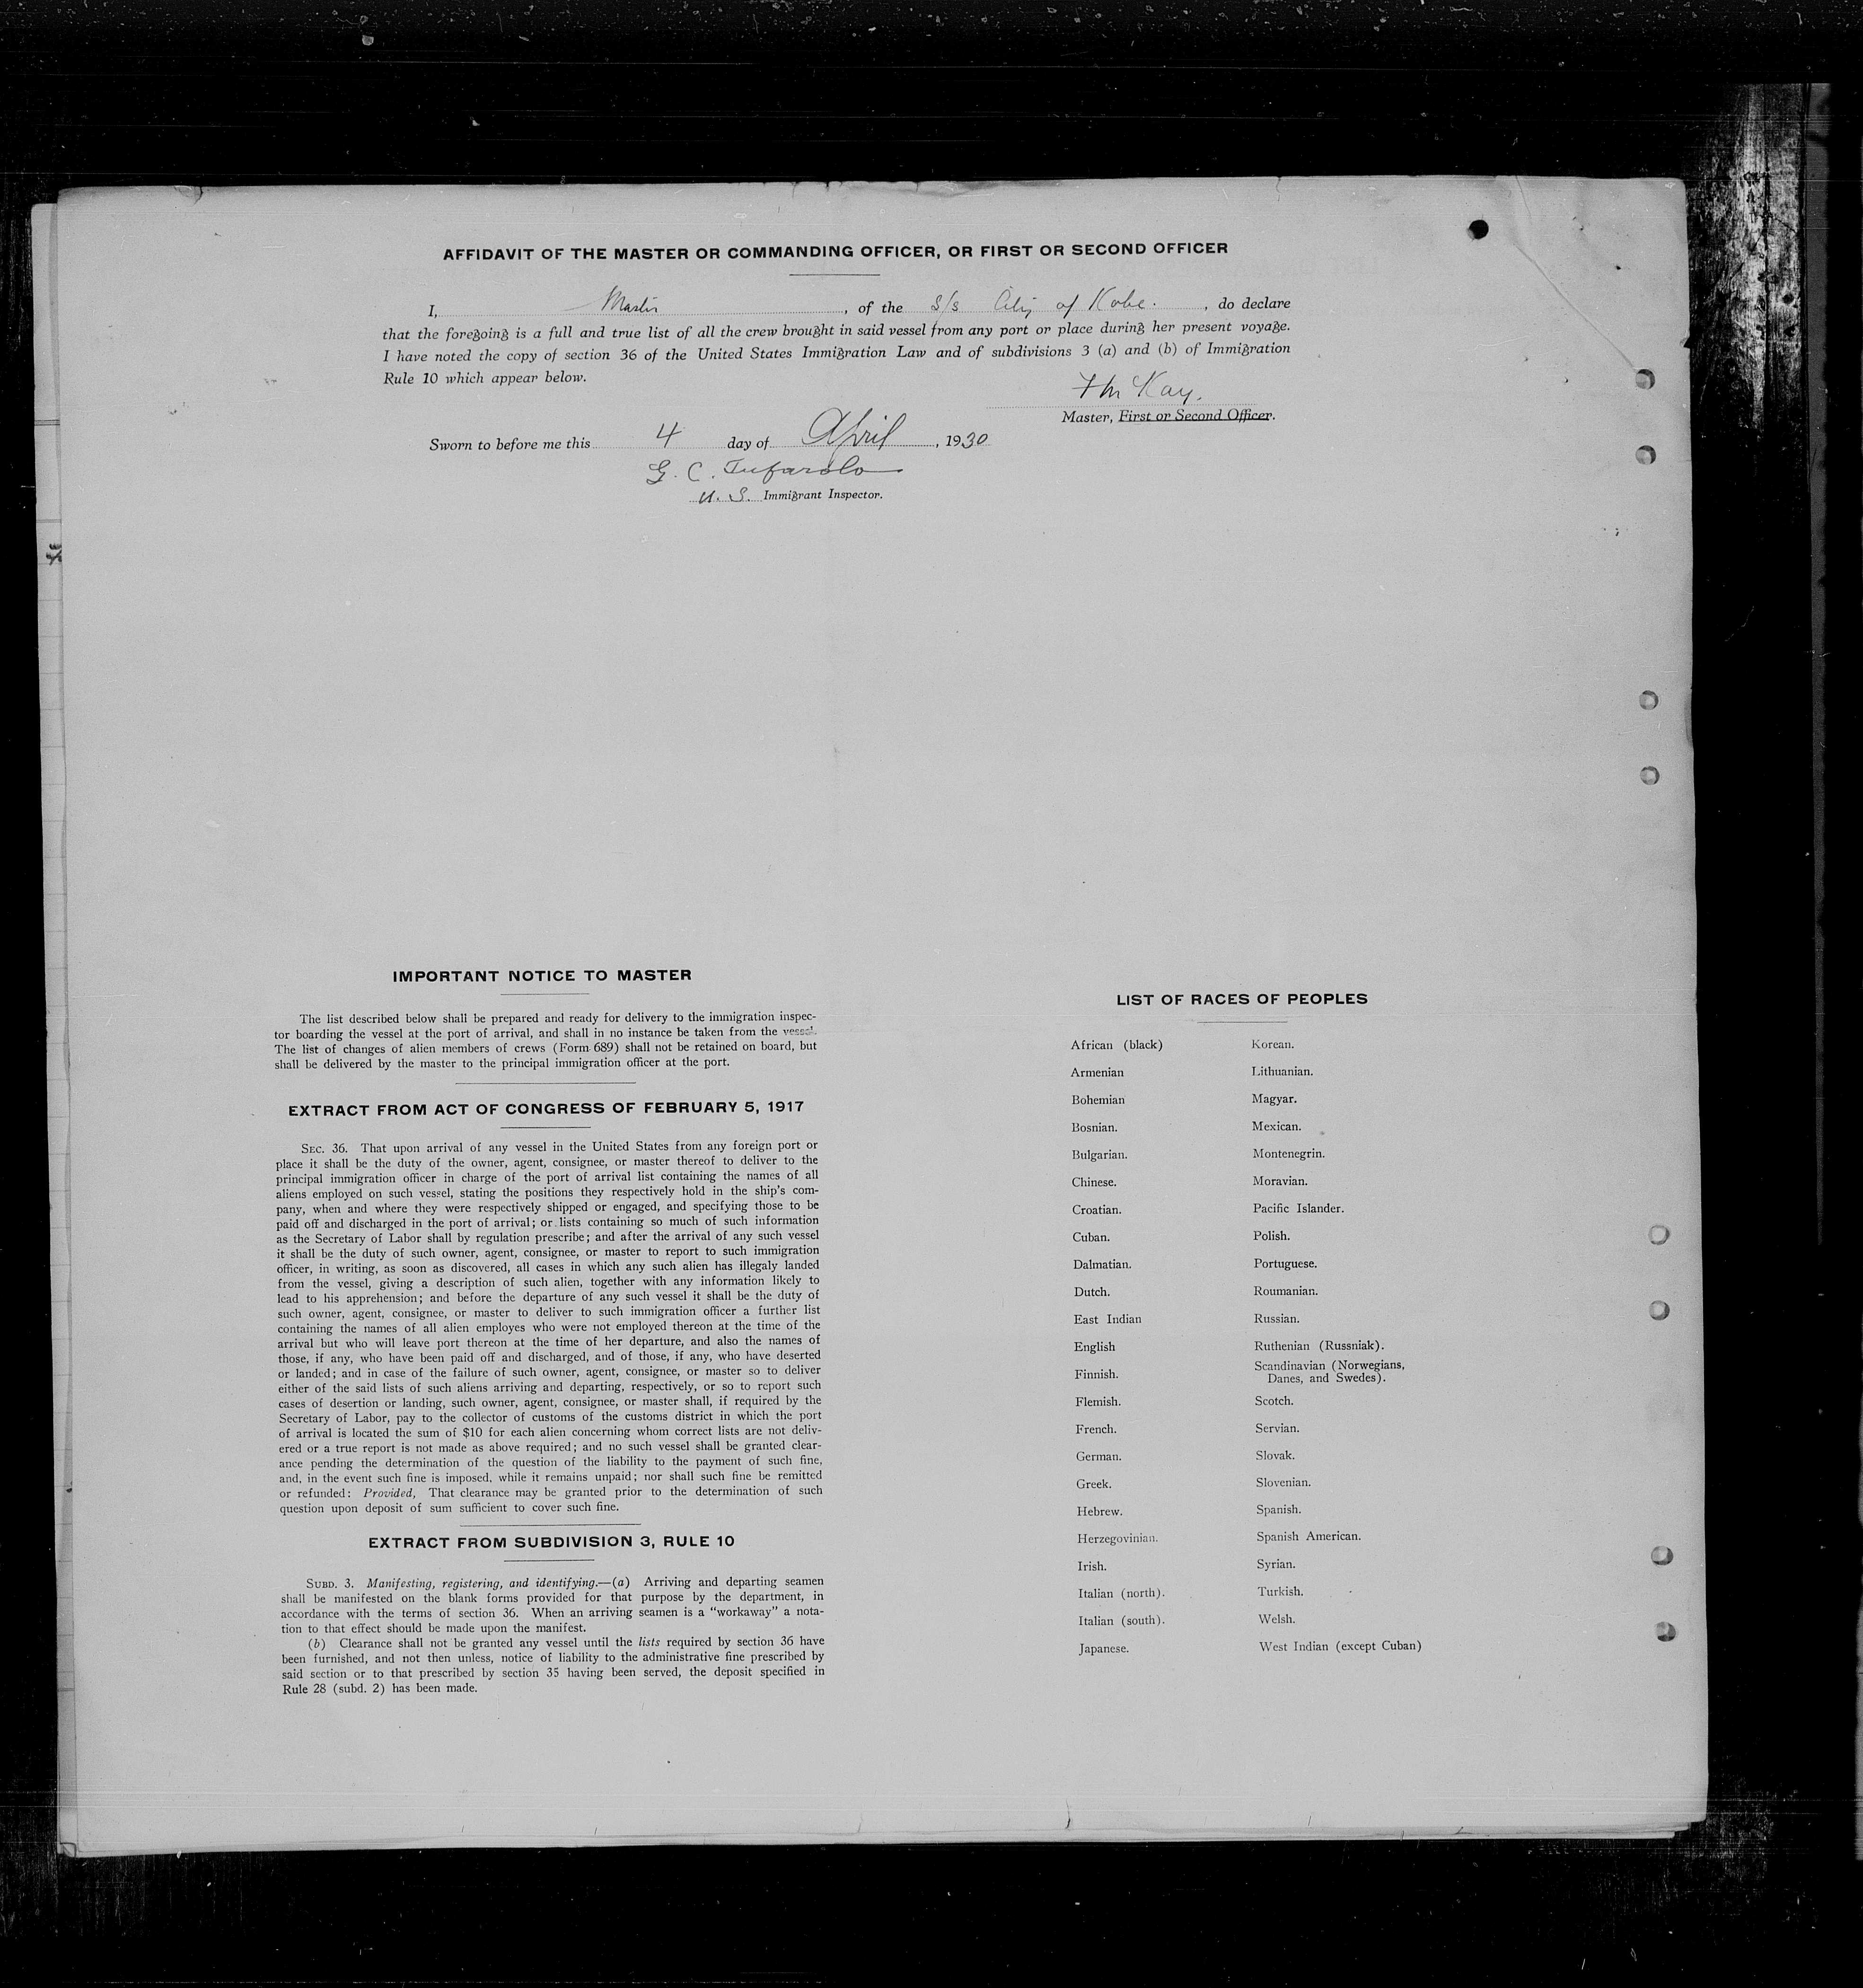 AFFIDAVIT OF THE MASTER OR COMMANDING OFFICER, OR FIRST OR SECOND OFFICER
I, Master, of the S/S City of Kobe., do declare
that the foregoing is a full and true list of all the crew brought in said vessel from any port or place during her present voyage.
I have noted the copy of section 36 of the United States Immigration Law and of subdivisions 3 (a) and (b) of Immigration
Rule 10 which appear below.
Kay.
Master, First or Second Officer.
Sworn to before me this 4 day of April, 1930
G. C. Tufarolo
U. S. Immigrant Inspector.
IMPORTANT NOTICE TO MASTER
The list described below shall be prepared and ready for delivery to the immigration inspec-
tor boarding the vessel at the port of arrival, and shall in no instance be taken from the vessel.
The list of changes of alien members of crews (Form 689) shall not be retained on board, but
shall be delivered by the master to the principal immigration officer at the port.
EXTRACT FROM ACT OF CONGRESS OF FEBRUARY 5, 1917
SEC. 36. That upon arrival of any vessel in the United States from any foreign port or
place it shall be the duty of the owner, agent, consignee, or master thereof to deliver to the
principal immigration officer in charge of the port of arrival list containing the names of all
aliens employed on such vessel, stating the positions they respectively hold in the ship's com-
pany, when and where they were respectively shipped or engaged, and specifying those to be
paid off and discharged in the port of arrival; or lists containing so much of such information
as the Secretary of Labor shall by regulation prescribe; and after the arrival of any such vessel
it shall be the duty of such owner, agent, consignee, or master to report to such immigration
officer, in writing, as soon as discovered, all cases in which any such alien has illegaly landed
from the vessel, giving a description of such alien, together with any information likely to
lead to his apprehension; and before the departure of any such vessel it shall be the duty of
such owner, agent, consignee, or master to deliver to such immigration officer a further list
containing the names of all alien employes who were not employed thereon at the time of the
arrival but who will leave port thereon at the time of her departure, and also the names of
those, if any, who have been paid off and discharged, and of those, if any, who have deserted
or landed; and in case of the failure of such owner, agent, consignee, or master so to deliver
either of the said lists of such aliens arriving and departing, respectively, or so to report such
cases of desertion or landing, such owner, agent, consignee, or master shall, if required by the
Secretary of Labor, pay to the collector of customs of the customs district in which the port
of arrival is located the sum of $10 for each alien concerning whom correct lists are not deliv-
ered or a true report is not made as above required; and no such vessel shall be granted clear-
ance pending the determination of the question of the liability to the payment of such fine,
and, in the event such fine is imposed, while it remains unpaid; nor shall such fine be remitted
or refunded: Provided, That clearance may be granted prior to the determination of such
question upon deposit of sum sufficient to cover such fine.
EXTRACT FROM SUBDIVISION 3, RULE 10
SUBD. 3. Manifesting, registering, and identifying.—(a) Arriving and departing seamen
shall be manifested on the blank forms provided for that purpose by the department, in
accordance with the terms of section 36. When an arriving seamen is a "workaway" a nota-
tion to that effect should be made upon the manifest.
(b) Clearance shall not be granted any vessel until the lists required by section 36 have
been furnished, and not then unless, notice of liability to the administrative fine prescribed by
said section or to that prescribed by section 35 having been served, the deposit specified in
Rule 28 (subd. 2) has been made.
LIST OF RACES OF PEOPLES
African (black)
Armenian
Bohemian
Bosnian.
Bulgarian.
Chinese.
Croatian.
Cuban.
Dalmatian.
Dutch.
East Indian
English
Finnish.
Flemish.
French.
German.
Greek.
Hebrew.
Herzegovinian.
Irish.
Italian (north).
Italian (south).
Japanese.
Korean.
Lithuanian.
Magyar.
Mexican.
Montenegrin.
Moravian.
Pacific Islander.
Polish.
Portuguese.
Roumanian.
Russian.
Ruthenian (Russniak).
Scandinavian (Norwegians,
Danes, and Swedes).
Scotch.
Servian.
Slovak.
Slovenian.
Spanish.
Spanish American.
Syrian.
Turkish.
Welsh.
West Indian (except Cuban)